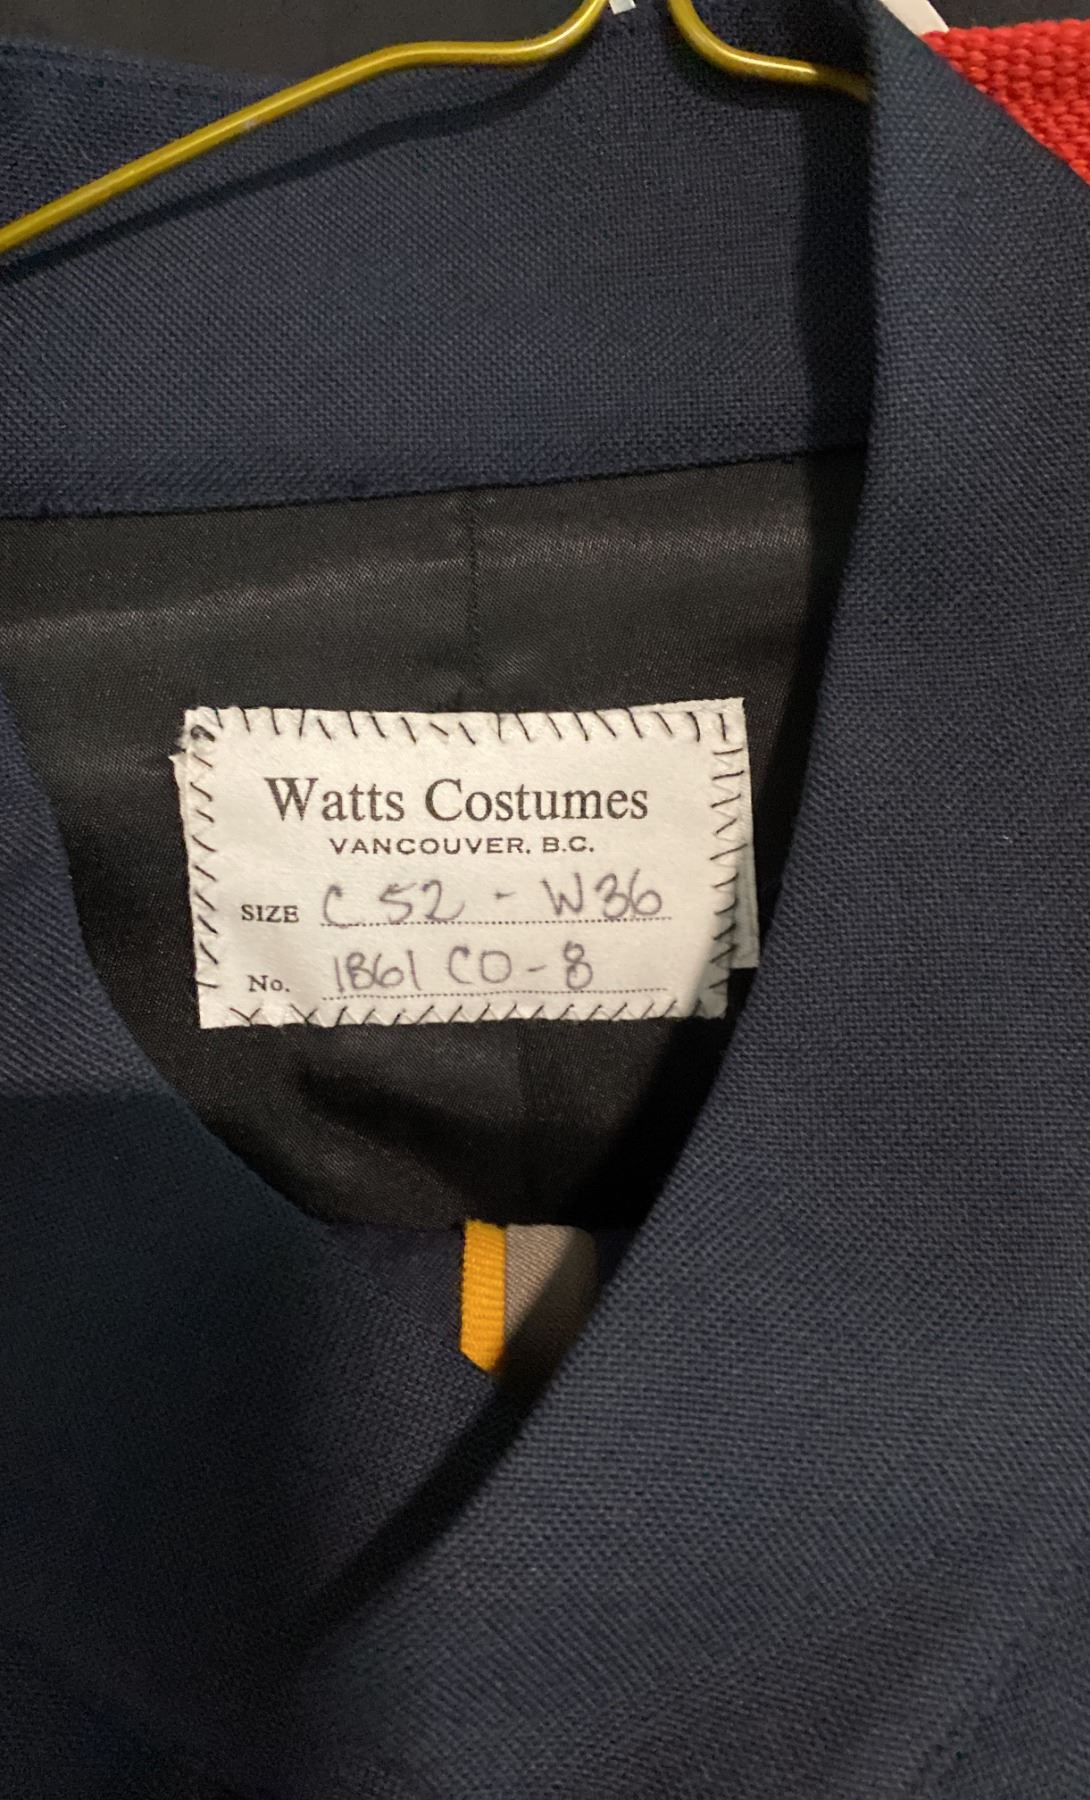 Watts Costumes
VANCOUVER, B.C.
SIZE C 52 - W36
No. 1861 CO-8